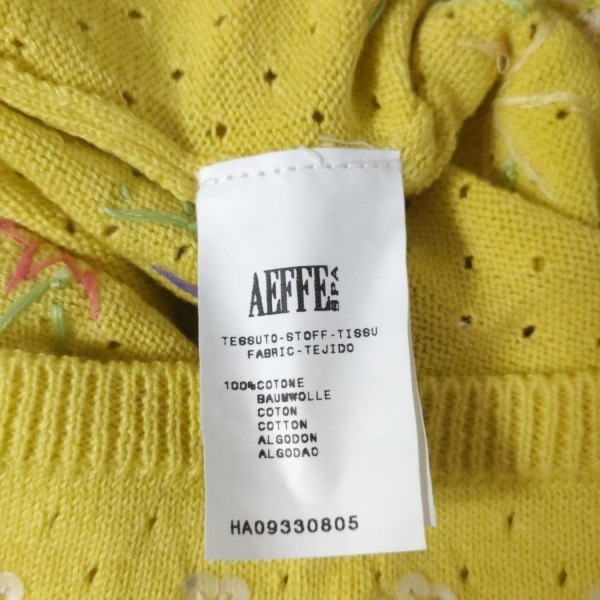 AEFFE SPA
TESSUTO-STOFF-TISSU
FABRIC-TEJIDO
100%COTONE
BAUMWOLLE
COTON
COTTON
ALGODON
ALGODAO
HA09330805